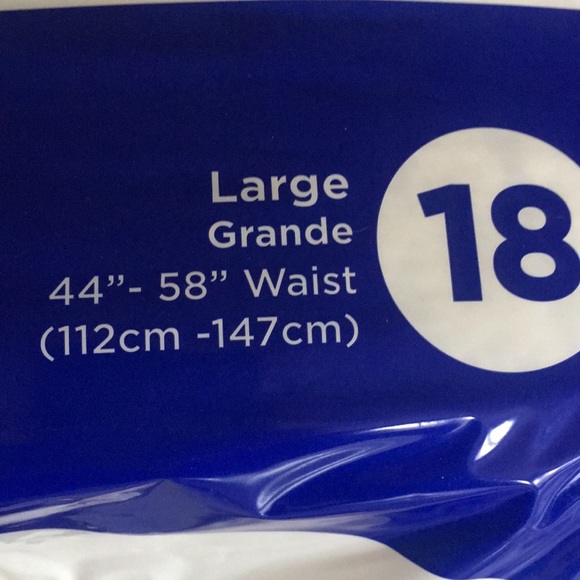 Large
Grande
44”- 58” Waist
(112cm -147cm)
18